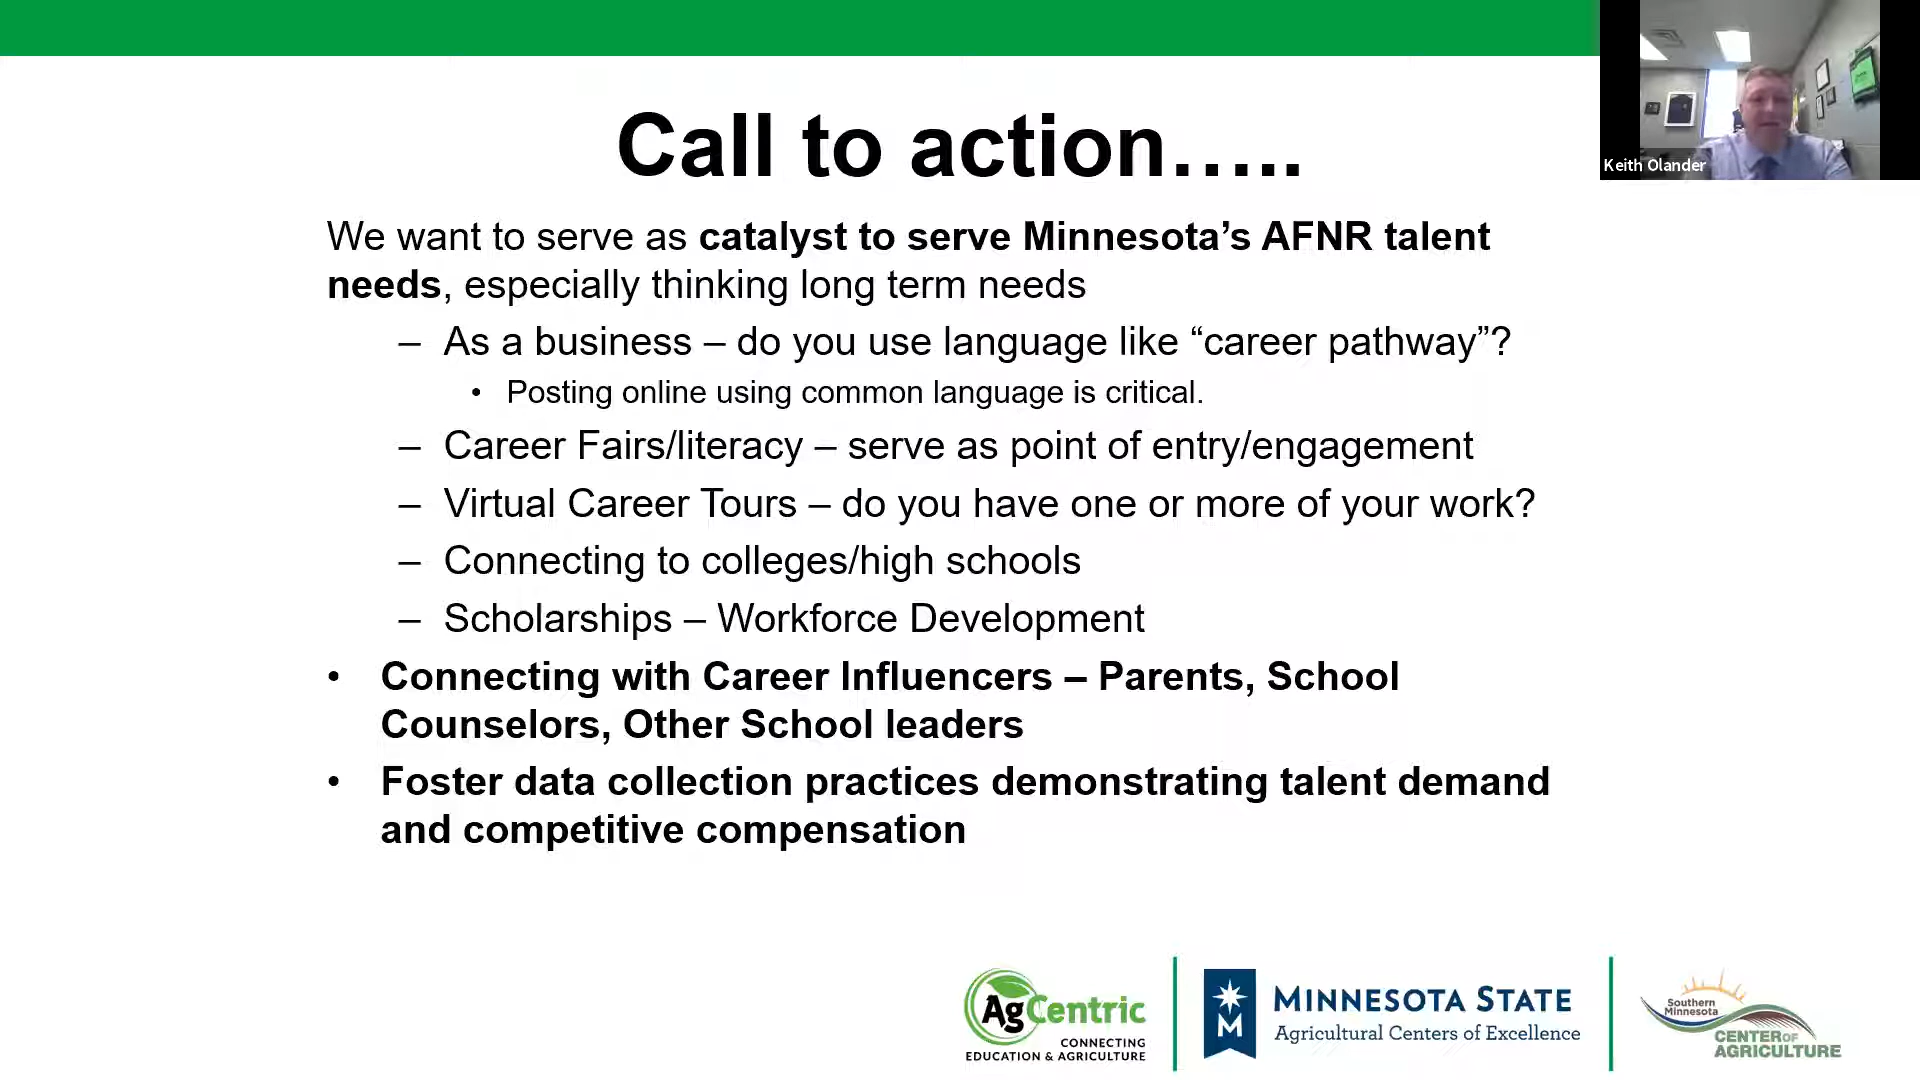 Call to action…..
Keith Olander
We want to serve as catalyst to serve Minnesota’s AFNR talent
needs, especially thinking long term needs
– As a business – do you use language like “career pathway”?
• Posting online using common language is critical.
– Career Fairs/literacy – serve as point of entry/engagement
– Virtual Career Tours – do you have one or more of your work?
– Connecting to colleges/high schools
– Scholarships – Workforce Development
• Connecting with Career Influencers – Parents, School
Counselors, Other School leaders
• Foster data collection practices demonstrating talent demand
and competitive compensation
AgCentric
CONNECTING
EDUCATION & AGRICULTURE
M
MINNESOTA STATE
Agricultural Centers of Excellence
Southern
Minnesota
CENTER OF
AGRICULTURE